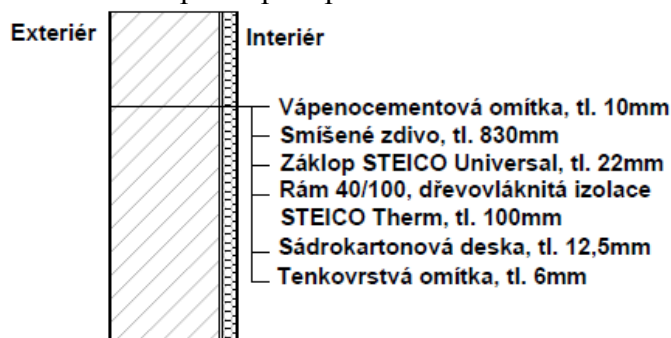 Exteriér
Interiér
Vápenocementová omítka, tl. 10mm
Smíšené zdivo, tl. 830mm
Záklop STEICO Universal, tl. 22mm
Rám 40/100, dřevovláknitá izolace
STEICO Therm, tl. 100mm
Sádrokartonová deska, tl. 12,5mm
Tenkovrstvá omítka, tl. 6mm